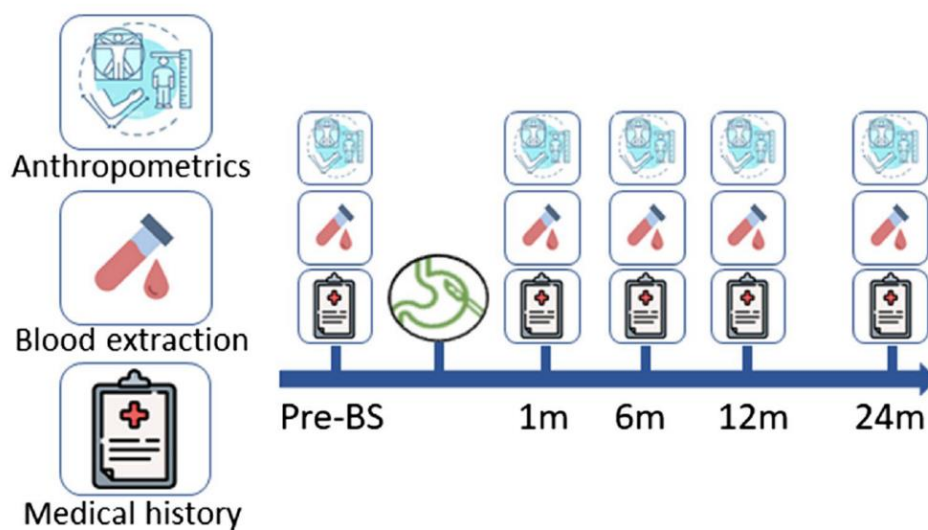 Anthropometrics
Blood extraction
Medical history
Pre-BS 1m 6m 12m 24m